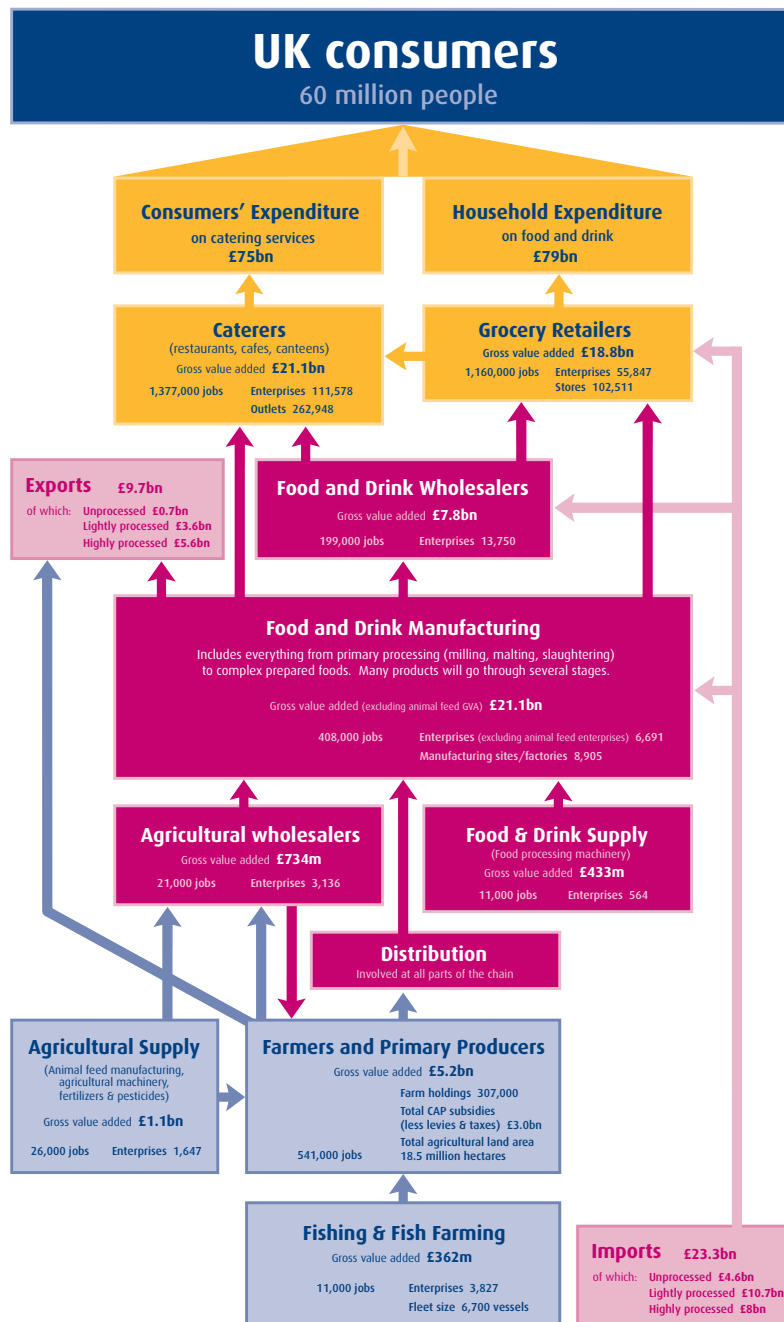 UK consumers
60 million people
Consumers’ Expenditure
on catering services
£75bn
Household Expenditure
on food and drink
£79bn
Caterers
(restaurants, cafes, canteens)
Gross value added £21.1bn
1,377,000 jobs Enterprises 111,578
Outlets 262,948
Grocery Retailers
Gross value added £18.8bn
1,160,000 jobs Enterprises 55,847
Stores 102,511
Exports £9.7bn
of which: Unprocessed £0.7bn
Lightly processed £3.6bn
Highly processed £5.6bn
Food and Drink Wholesalers
Gross value added £7.8bn
199,000 jobs Enterprises 13,750
Food and Drink Manufacturing
Includes everything from primary processing (milling, malting, slaughtering)
to complex prepared foods. Many products will go through several stages.
Gross value added (excluding animal feed GVA) £21.1bn
408,000 jobs Enterprises (excluding animal feed enterprises) 6,691
Manufacturing sites/factories 8,905
Agricultural wholesalers
Gross value added £734m
21,000 jobs Enterprises 3,136
Food & Drink Supply
(Food processing machinery)
Gross value added £433m
11,000 jobs Enterprises 564
Distribution
Involved at all parts of the chain
Agricultural Supply
(Animal feed manufacturing,
agricultural machinery,
fertilizers & pesticides)
Gross value added £1.1bn
26,000 jobs Enterprises 1,647
Farmers and Primary Producers
Gross value added £5.2bn
Farm holdings 307,000
Total CAP subsidies
(less levies & taxes) £3.0bn
Total agricultural land area
541,000 jobs 18.5 million hectares
Fishing & Fish Farming
Gross value added £362m
11,000 jobs Enterprises 3,827
Fleet size 6,700 vessels
Imports £23.3bn
of which: Unprocessed £4.6bn
Lightly processed £10.7bn
Highly processed £8bn